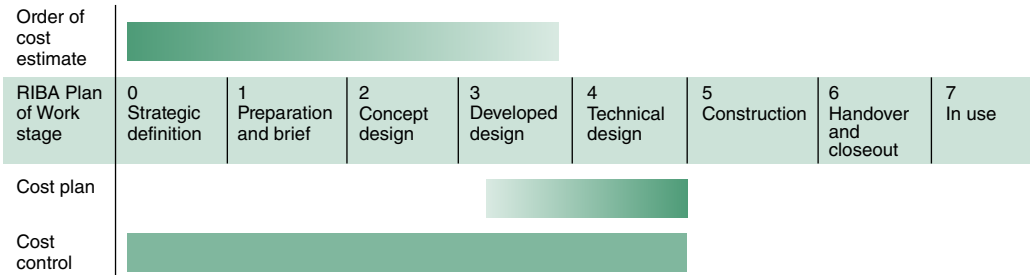 Order of
cost
estimate
RIBA Plan
of Work
stage
0
Strategic
definition
1
Preparation
and brief
2
Concept
design
3
Developed
design
4
Technical
design
5
Construction
6
Handover
and
closeout
7
In use
Cost plan
Cost
control